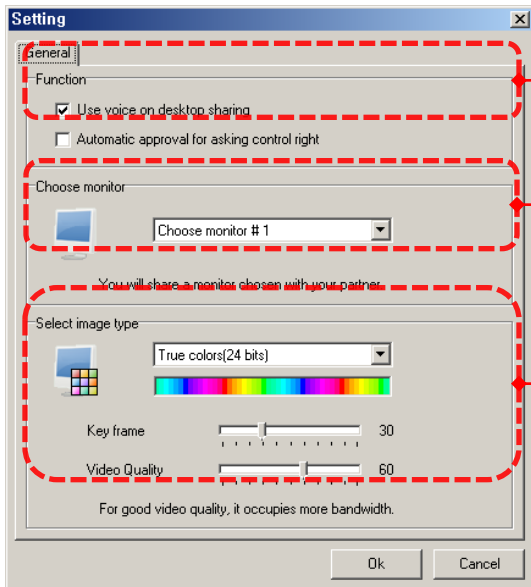 Setting
General
Function
Use voice on desktop sharing
Automatic approval for asking control right
Choose monitor
Choose monitor # 1
You will share a monitor chosen with your partner
Select image type
True colors(24 bits)
Key frame 30
Video Quality 60
For good video quality, it occupies more bandwidth.
Ok Cancel